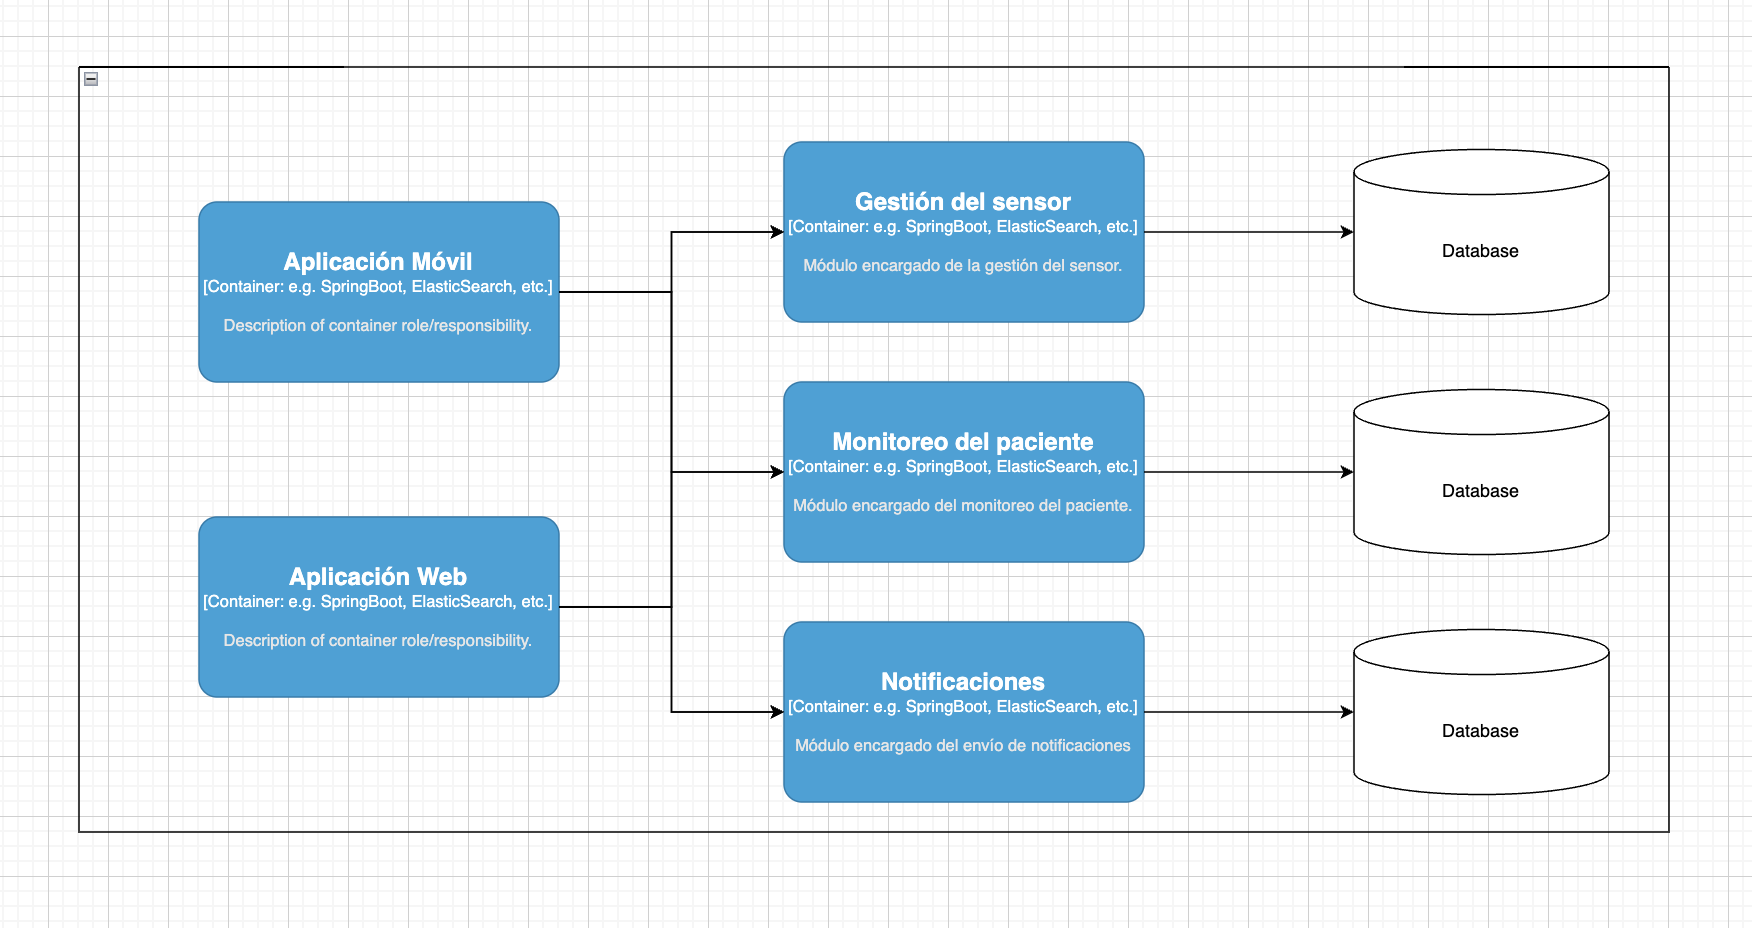 Aplicación Móvil
[Container: e.g. SpringBoot, ElasticSearch, etc.]
Description of container role/responsibility.
Aplicación Web
[Container: e.g. SpringBoot, ElasticSearch, etc.]
Description of container role/responsibility.
Gestión del sensor
[Container: e.g. SpringBoot, ElasticSearch, etc.]
Módulo encargado de la gestión del sensor.
Monitoreo del paciente
[Container: e.g. SpringBoot, ElasticSearch, etc.]
Módulo encargado del monitoreo del paciente.
Notificaciones
[Container: e.g. SpringBoot, ElasticSearch, etc.]
Módulo encargado del envío de notificaciones
Database
Database
Database